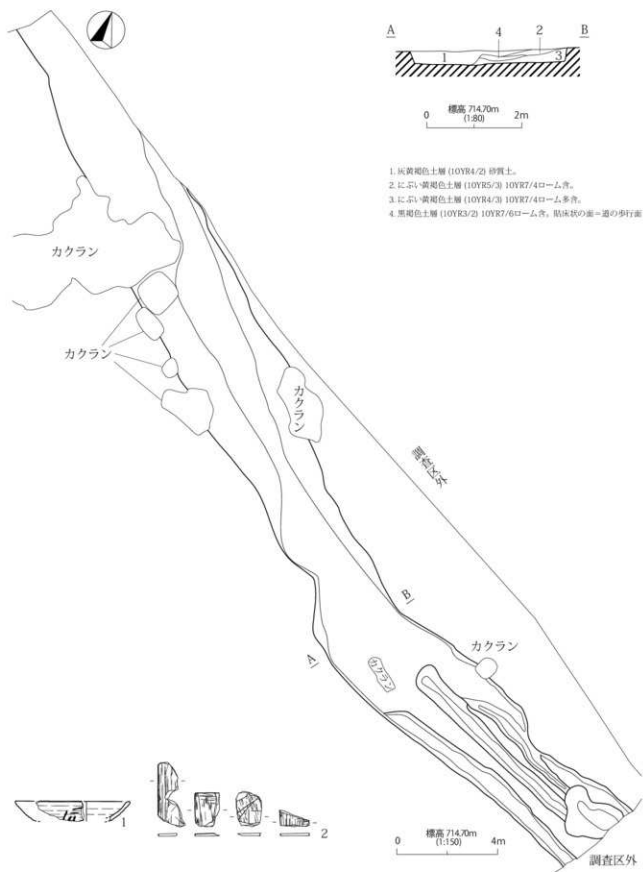 A B
4 2
1 3
標高 714.70m
(1:80)
0 2m
1. 灰黄褐色土層 (10YR4/2) 砂質土。
2. にぶい黄褐色土層 (10YR5/3) 10YR7/4ローム含。
3. にぶい黄褐色土層 (10YR4/3) 10YR7/4ローム多含。
4. 黒褐色土層 (10YR3/2) 10YR7/6ローム含。貼床状の面=道の歩行面
カクラン
カクラン
カクラン
調査区外
B
カクラン
A
カクラン
1
2
標高 714.70m
(1:150)
0 4m
調査区外